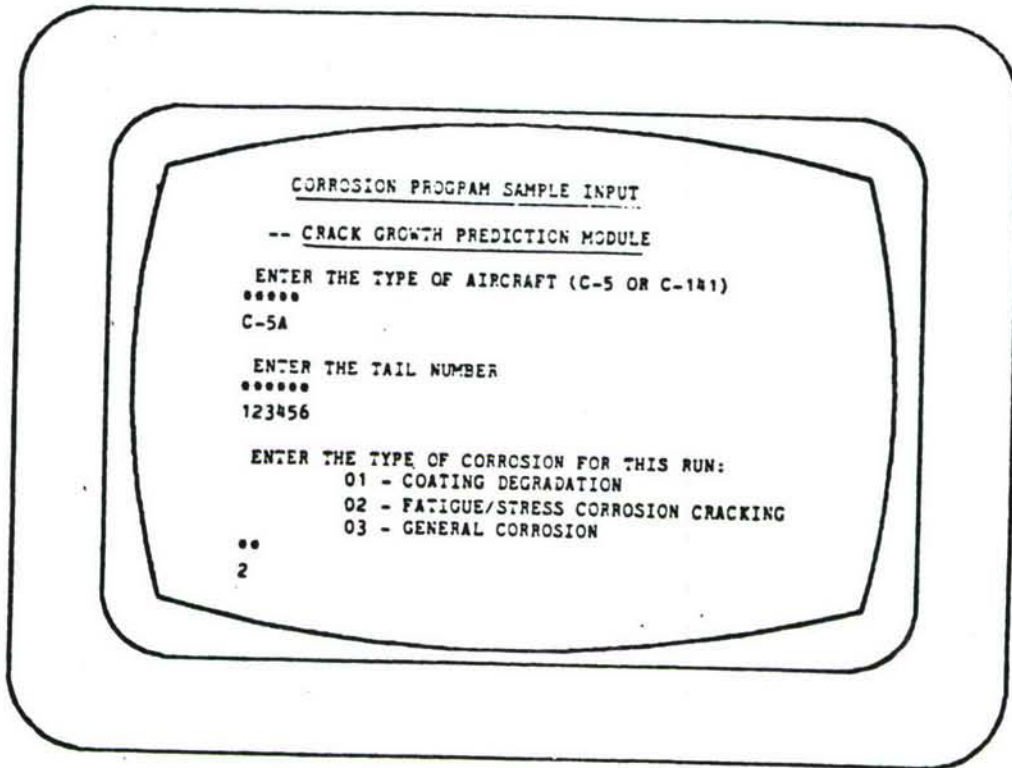 CORROSION PROGRAM SAMPLE INPUT
-- CRACK GROWTH PREDICTION MODULE
ENTER THE TYPE OF AIRCRAFT (C-5 OR C-141)
•••••
C-5A
ENTER THE TAIL NUMBER
••••••
123456
ENTER THE TYPE OF CORROSION FOR THIS RUN:
01 - COATING DEGRADATION
02 - FATIGUE/STRESS CORROSION CRACKING
03 - GENERAL CORROSION
••
2